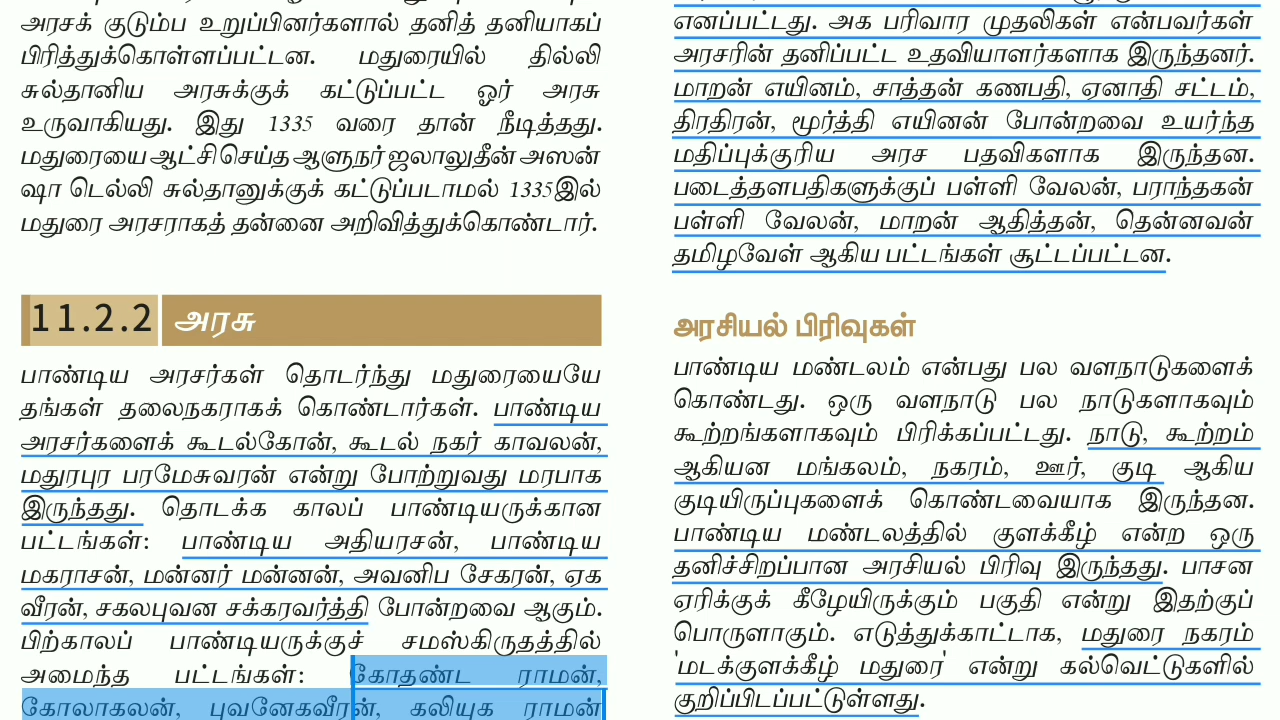 அரசக் குடும்ப உறுப்பினர்களால் தனித் தனியாகப்
பிரித்துக்கொள்ளப்பட்டன. மதுரையில் தில்லி
சுல்தானிய அரசுக்குக் கட்டுப்பட்ட ஓர் அரசு
உருவாகியது. இது 1335 வரை தான் நீடித்தது.
மதுரையை ஆட்சி செய்த ஆளுநர் ஜலாலுதீன் அஸன்
ஷா டெல்லி சுல்தானுக்குக் கட்டுப்படாமல் 1335இல்
மதுரை அரசராகத் தன்னை அறிவித்துக்கொண்டார்.
11.2.2 அரசு
பாண்டிய அரசர்கள் தொடர்ந்து மதுரையையே
தங்கள் தலைநகராகக் கொண்டார்கள். பாண்டிய
அரசர்களைக் கூடல்கோன், கூடல் நகர் காவலன்,
மதுரபுர பரமேசுவரன் என்று போற்றுவது மரபாக
இருந்தது. தொடக்க காலப் பாண்டியருக்கான
பட்டங்கள்: பாண்டிய அதியரசன், பாண்டிய
மகராசன், மன்னர் மன்னன், அவனிப சேகரன், ஏக
வீரன், சகலபுவன சக்கரவர்த்தி போன்றவை ஆகும்.
பிற்காலப் பாண்டியருக்குச் சமஸ்கிருதத்தில்
அமைந்த பட்டங்கள்: கோதண்ட ராமன்,
கோலாகலன், புவனேகவீரன், கலியுக ராமன்
எனப்பட்டது. அக பரிவார முதலிகள் என்பவர்கள்
அரசரின் தனிப்பட்ட உதவியாளர்களாக இருந்தனர்.
மாறன் எயினம், சாத்தன் கணபதி, ஏனாதி சட்டம்,
திரதிரன், மூர்த்தி எயினன் போன்றவை உயர்ந்த
மதிப்புக்குரிய அரச பதவிகளாக இருந்தன.
படைத்தளபதிகளுக்குப் பள்ளி வேலன், பராந்தகன்
பள்ளி வேலன், மாறன் ஆதித்தன், தென்னவன்
தமிழவேள் ஆகிய பட்டங்கள் சூட்டப்பட்டன.
அரசியல் பிரிவுகள்
பாண்டிய மண்டலம் என்பது பல வளநாடுகளைக்
கொண்டது. ஒரு வளநாடு பல நாடுகளாகவும்
கூற்றங்களாகவும் பிரிக்கப்பட்டது. நாடு, கூற்றம்
ஆகியன மங்கலம், நகரம், ஊர், குடி ஆகிய
குடியிருப்புகளைக் கொண்டவையாக இருந்தன.
பாண்டிய மண்டலத்தில் குளக்கீழ் என்ற ஒரு
தனிச்சிறப்பான அரசியல் பிரிவு இருந்தது. பாசன
ஏரிக்குக் கீழேயிருக்கும் பகுதி என்று இதற்குப்
பொருளாகும். எடுத்துக்காட்டாக, மதுரை நகரம்
'மடக்குளக்கீழ் மதுரை' என்று கல்வெட்டுகளில்
குறிப்பிடப்பட்டுள்ளது.